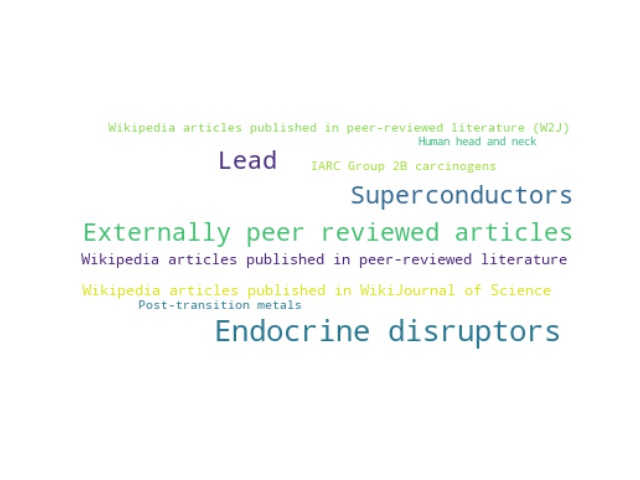 Wikipedia articles published in peer-reviewed literature (W2J)
Human head and neck
Lead
IARC Group 2B carcinogens
Superconductors
Externally peer reviewed articles
Wikipedia articles published in peer-reviewed literature
Wikipedia articles published in WikiJournal of Science
Post-transition metals
Endocrine disruptors